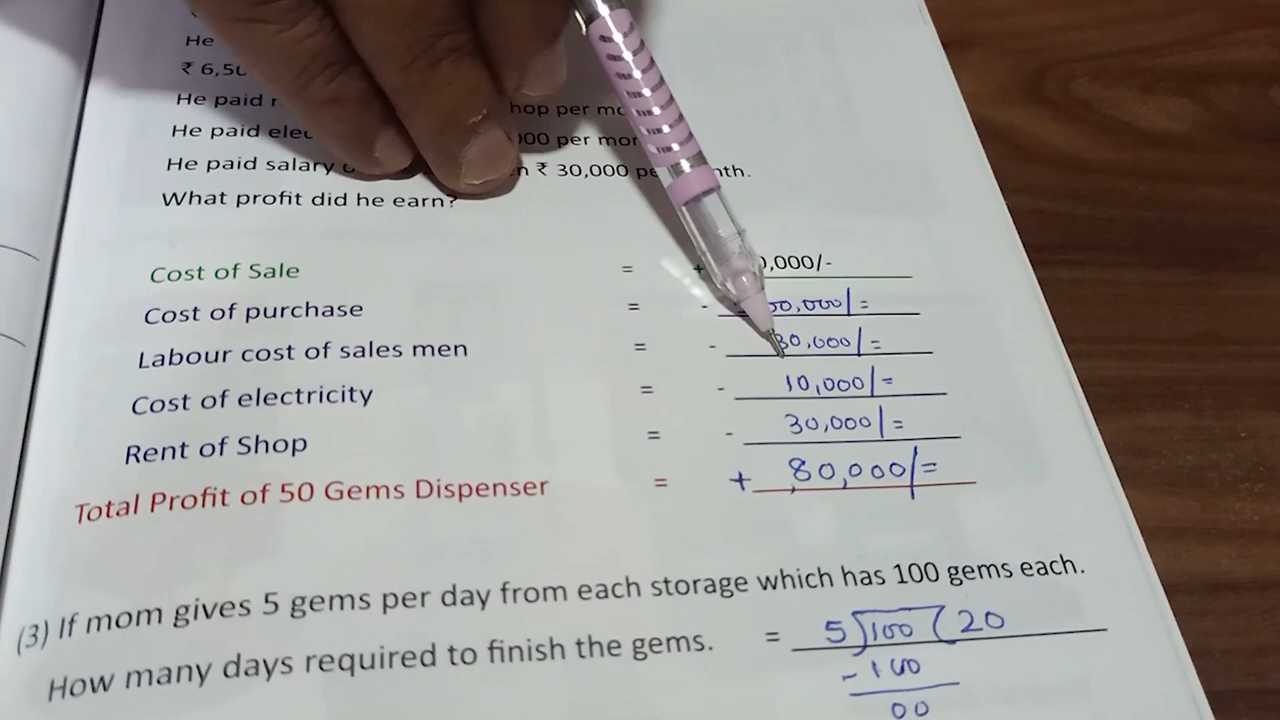 He
₹ 6,50
He paid hop per mo
He paid 000 per mon
He paid salary ₹ 30,000 pe nth.
What profit did he earn?
Cost of Sale = + 0,000/-
Cost of purchase = - 00,000/=
Labour cost of sales men = - 30,000/=
Cost of electricity = - 10,000/=
Rent of Shop = - 30,000/=
Total Profit of 50 Gems Dispenser = + 80,000/=
(3) If mom gives 5 gems per day from each storage which has 100 gems each.
How many days required to finish the gems. = 5)100(20
-100
00